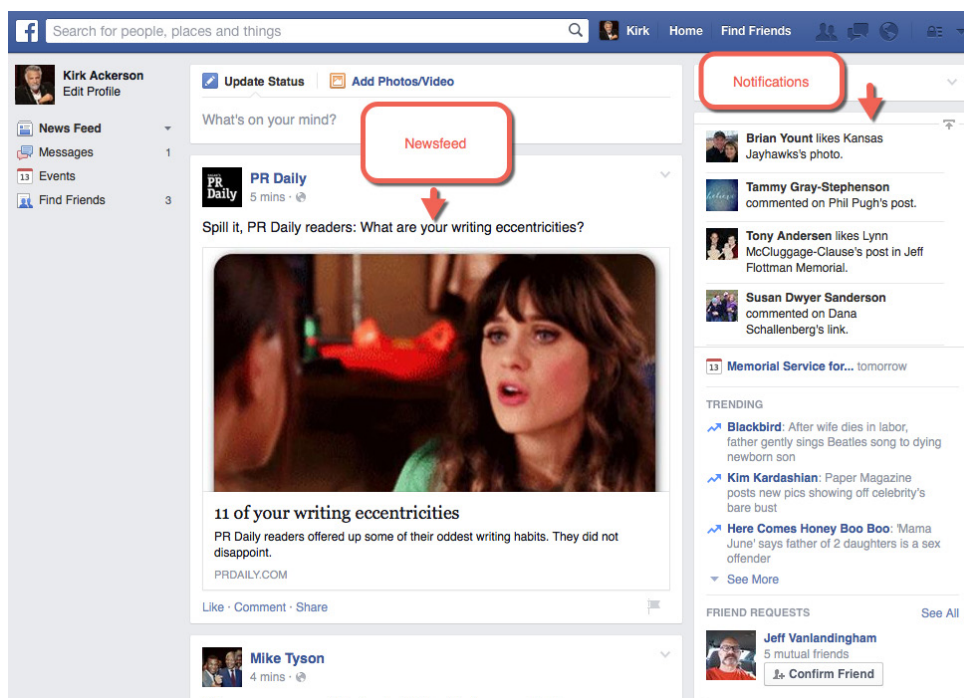 f
Search for people, places and things
Kirk
Home
Find Friends
Kirk Ackerson
Edit Profile
News Feed
Messages 1
13 Events
Find Friends 3
Update Status
Add Photos/Video
What's on your mind?
Newsfeed
PR Daily
PR Daily
5 mins ·
Spill it, PR Daily readers: What are your writing eccentricities?
11 of your writing eccentricities
PR Daily readers offered up some of their oddest writing habits. They did not
disappoint.
PRDAILY.COM
Like · Comment · Share
Mike Tyson
4 mins ·
Notifications
Brian Yount likes Kansas
Jayhawks's photo.
Tammy Gray-Stephenson
commented on Phil Pugh's post.
Tony Andersen likes Lynn
McCluggage-Clause's post in Jeff
Flottman Memorial.
Susan Dwyer Sanderson
commented on Dana
Schallenberg's link.
13 Memorial Service for... tomorrow
TRENDING
Blackbird: After wife dies in labor,
father gently sings Beatles song to dying
newborn son
Kim Kardashian: Paper Magazine
posts new pics showing off celebrity's
bare bust
Here Comes Honey Boo Boo: 'Mama
June' says father of 2 daughters is a sex
offender
See More
FRIEND REQUESTS See All
Jeff Vanlandingham
5 mutual friends
Confirm Friend